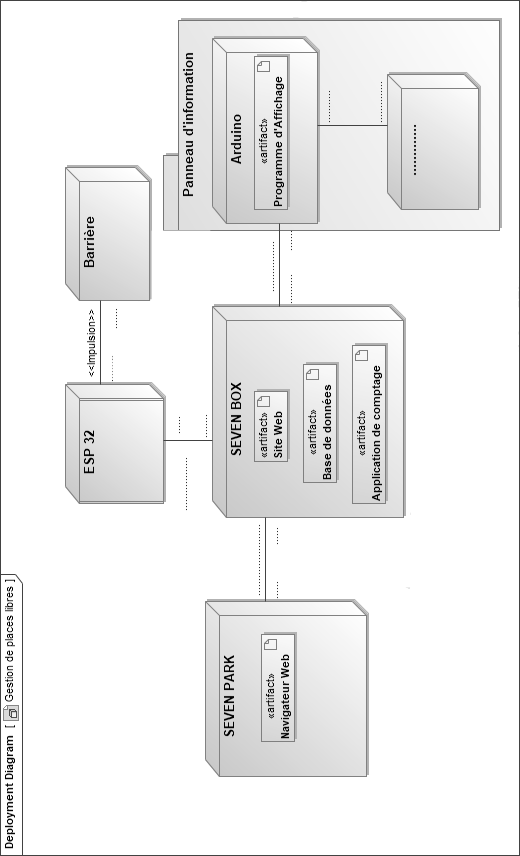 Deployment Diagram [ Gestion de places libres ]
SEVEN PARK
«artifact»
Navigateur Web
ESP 32
<<Impulsion>>
Barrière
SEVEN BOX
«artifact»
Site Web
«artifact»
Base de données
«artifact»
Application de comptage
Panneau d'information
Arduino
«artifact»
Programme d'Affichage